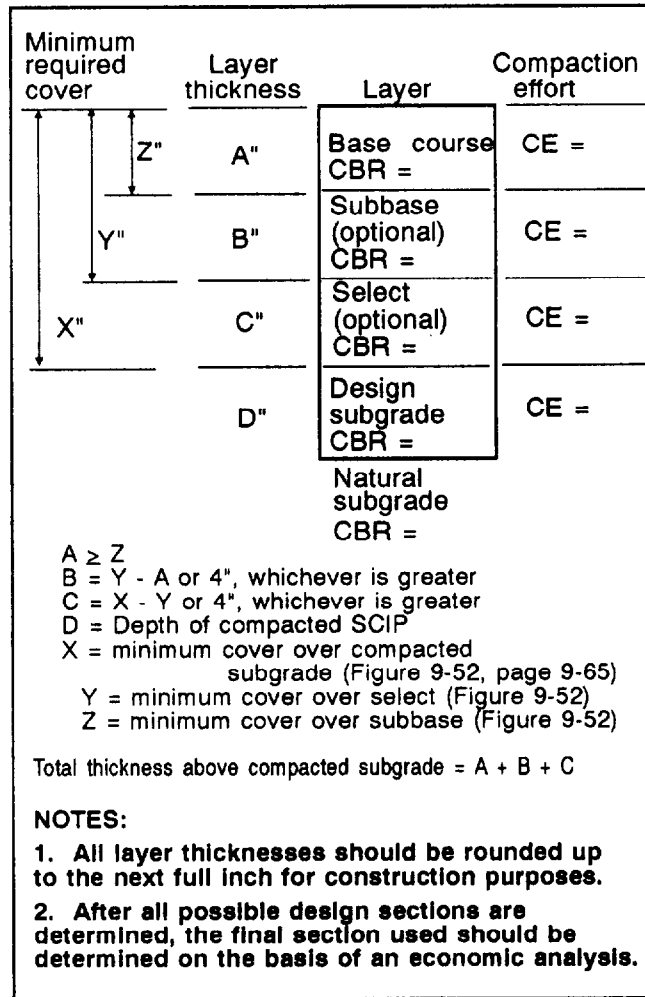 Minimum required cover
Layer thickness
Layer
Compaction effort
Z"
A"
Base course
CBR =
CE =
Y"
B"
Subbase
(optional)
CBR =
CE =
X"
C"
Select
(optional)
CBR =
CE =
D"
Design
subgrade
CBR =
CE =
Natural
subgrade
CBR =
A ≥ Z
B = Y - A or 4", whichever is greater
C = X - Y or 4", whichever is greater
D = Depth of compacted SCIP
X = minimum cover over compacted
subgrade (Figure 9-52, page 9-65)
Y = minimum cover over select (Figure 9-52)
Z = minimum cover over subbase (Figure 9-52)
Total thickness above compacted subgrade = A + B + C
NOTES:
1. All layer thicknesses should be rounded up
to the next full inch for construction purposes.
2. After all possible design sections are
determined, the final section used should be
determined on the basis of an economic analysis.